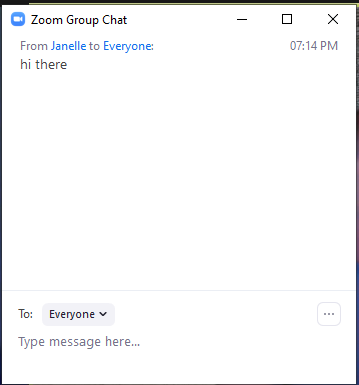 Zoom Group Chat
From Janelle to Everyone: 07:14 PM
hi there
To: Everyone
Type message here...